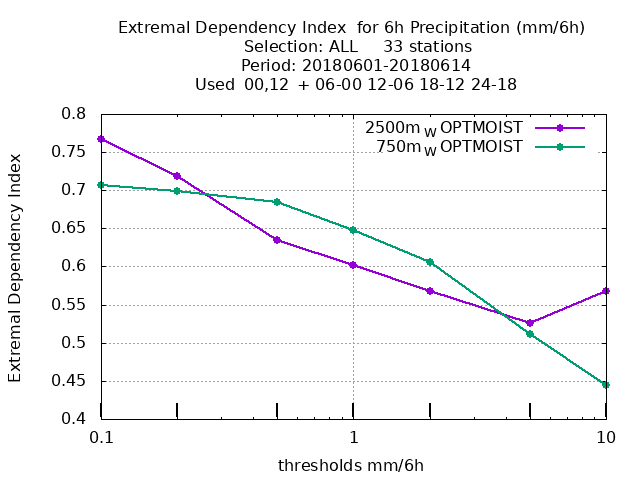 Extremal Dependency Index  for 6h Precipitation (mm/6h)
Selection: ALL     33 stations
Period: 20180601-20180614
Used  00,12  + 06-00 12-06 18-12 24-18
2500m_W OPTMOIST
750m_W OPTMOIST
Extremal Dependency Index
0.8
0.75
0.7
0.65
0.6
0.55
0.5
0.45
0.4
0.1 1 10
thresholds mm/6h